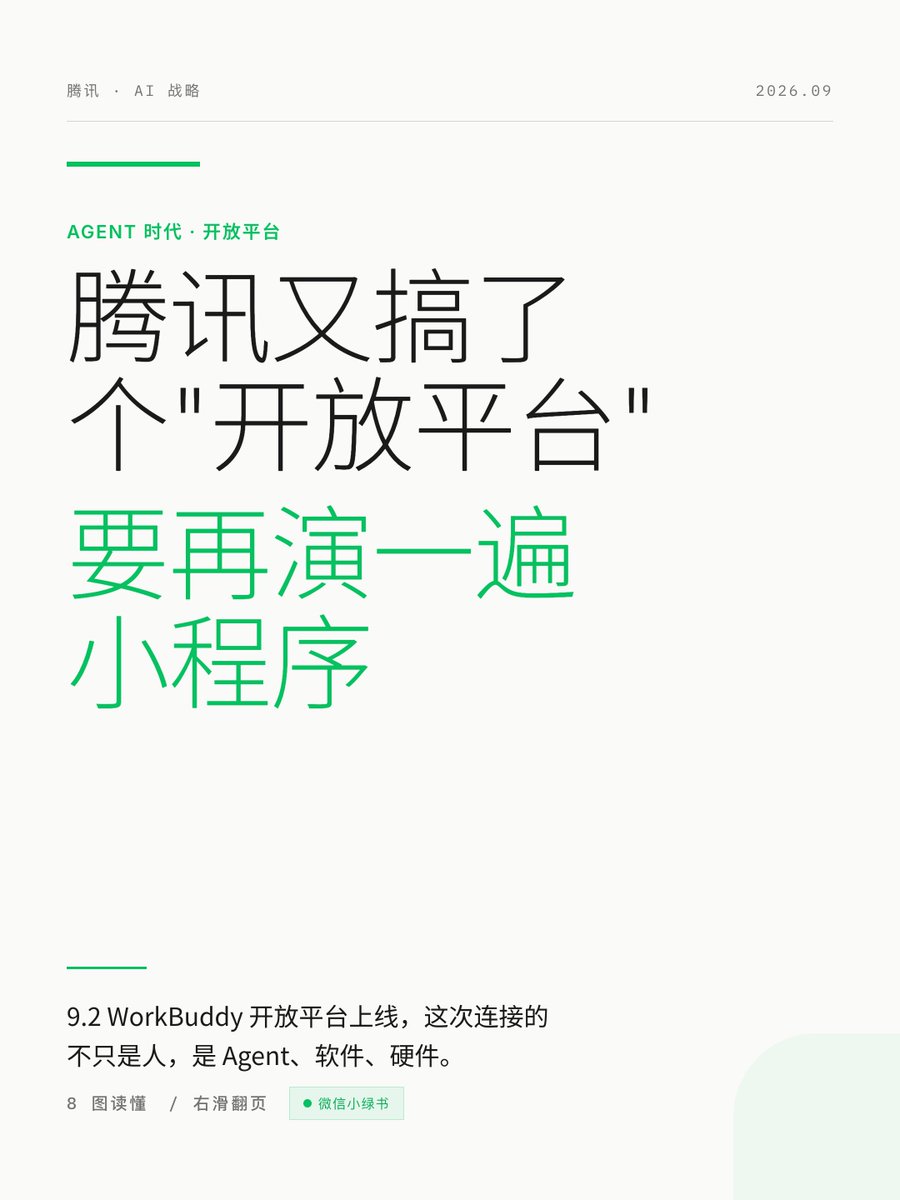 腾讯 · AI 战略
2026.09
AGENT 时代 · 开放平台
腾讯又搞了
个"开放平台"
要再演一遍
小程序
9.2 WorkBuddy 开放平台上线，这次连接的
不只是人，是 Agent、软件、硬件。
8 图读懂 / 右滑翻页
微信小绿书